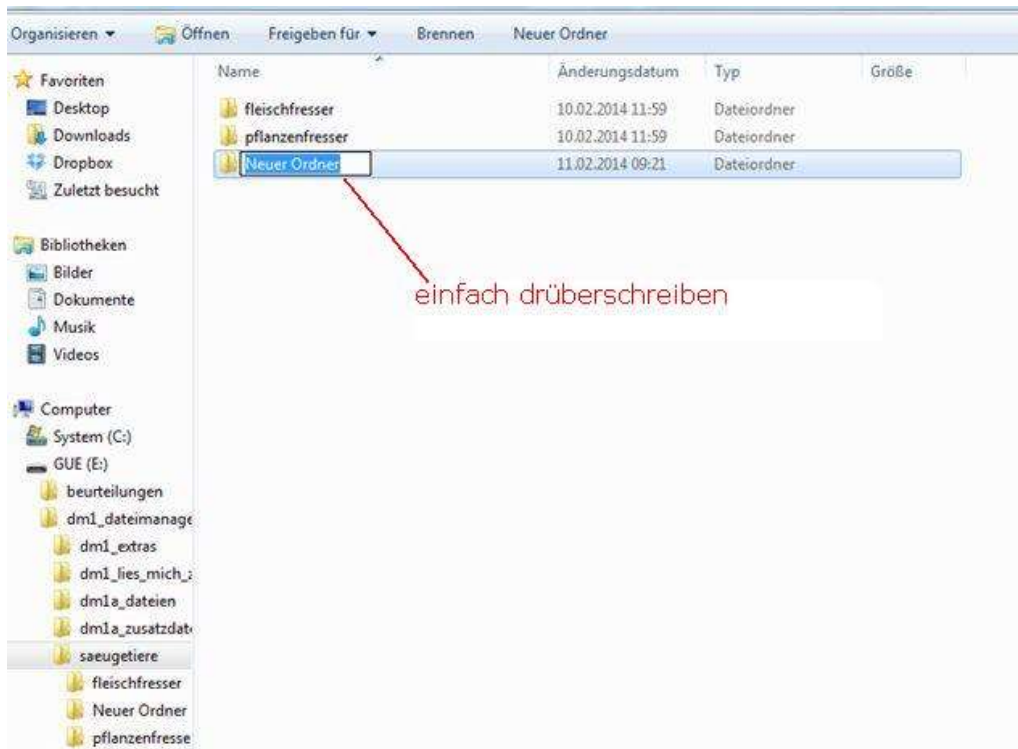 Organisieren Öffnen Freigeben für Brennen Neuer Ordner
Favoriten
Desktop
Downloads
Dropbox
Zuletzt besucht
Bibliotheken
Bilder
Dokumente
Musik
Videos
Computer
System (C:)
GUE (E:)
beurteilungen
dm1_dateimanage
dm1_extras
dm1_lies_mich_z
dm1a_dateien
dm1a_zusatzdat
saeugetiere
fleischfresser
Neuer Ordner
pflanzenfresse
Name Änderungsdatum Typ Größe
fleischfresser 10.02.2014 11:59 Dateiordner
pflanzenfresser 10.02.2014 11:59 Dateiordner
Neuer Ordner 11.02.2014 09:21 Dateiordner
einfach drüberschreiben